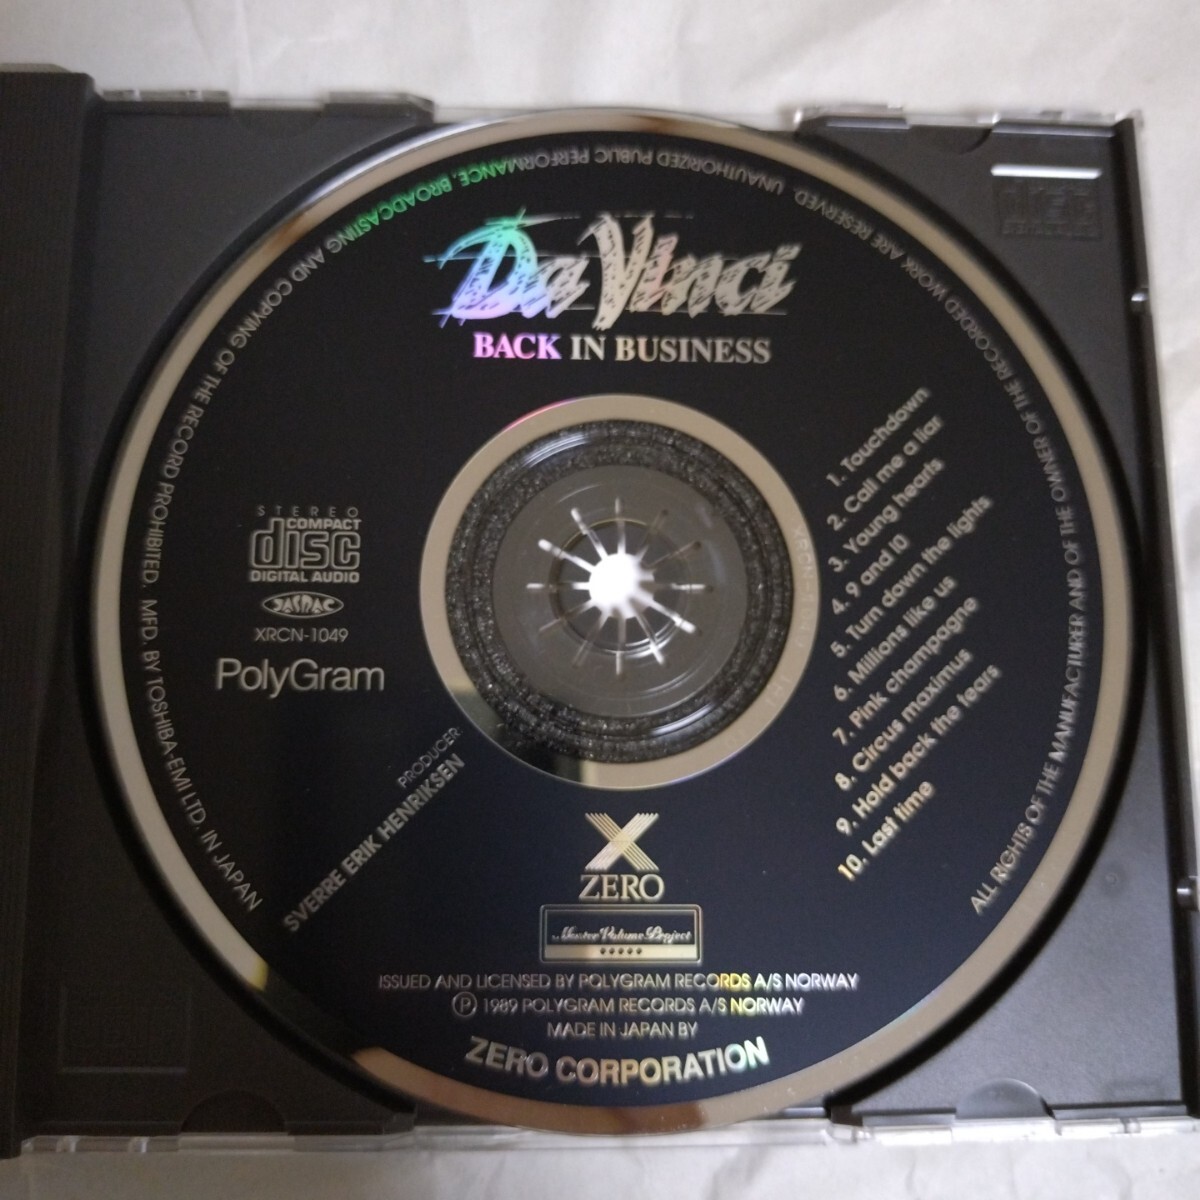 Da Vinci
BACK IN BUSINESS
1. Touchdown
2. Call me a liar
3. Young hearts
4. 9 and 10
5. Turn down the lights
6. Millions like us
7. Pink champagne
8. Circus maximus
9. Hold back the tears
10. Last time
STEREO
COMPACT
disc
DIGITAL AUDIO
JASRAC
XRCN-1049
PolyGram
PRODUCER:
SVERRE ERIK HENRIKSEN
X
ZERO
Master Volume Project
ISSUED AND LICENSED BY POLYGRAM RECORDS A/S NORWAY
Ⓟ 1989 POLYGRAM RECORDS A/S NORWAY
MADE IN JAPAN BY
ZERO CORPORATION
ALL RIGHTS OF THE MANUFACTURER AND OF THE OWNER OF THE RECORDED WORK ARE RESERVED. UNAUTHORIZED PUBLIC PERFORMANCE, BROADCASTING AND COPYING OF THE RECORD PROHIBITED. MFD. BY TOSHIBA-EMI LTD. IN JAPAN